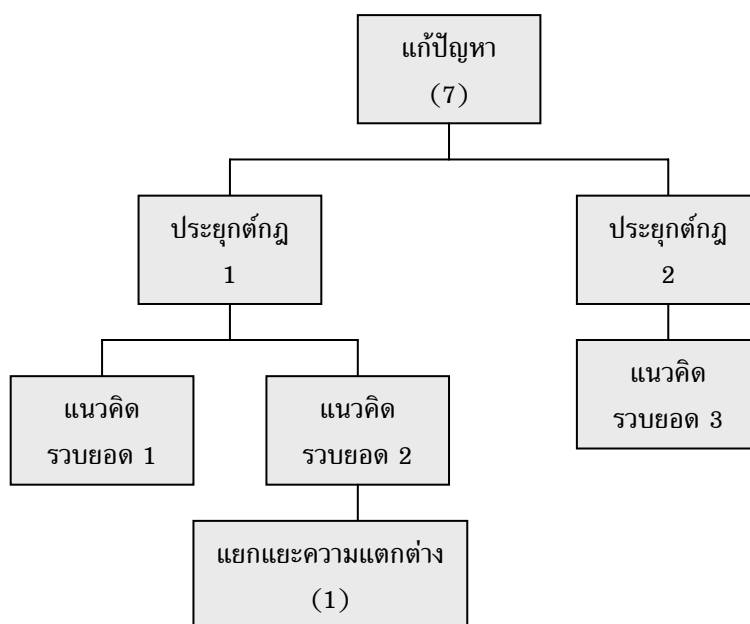 แก้ปัญหา
(7)
ประยุกต์กฎ
1
ประยุกต์กฎ
2
แนวคิด
รวบยอด 1
แนวคิด
รวบยอด 2
แนวคิด
รวบยอด 3
แยกแยะความแตกต่าง
(1)